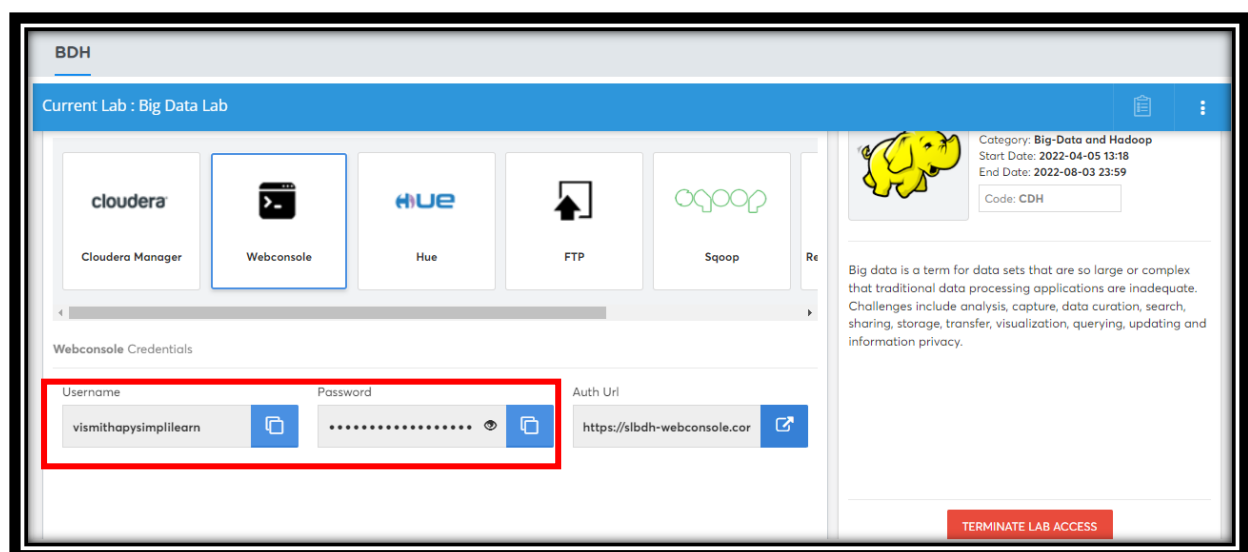 BDH
Current Lab : Big Data Lab
cloudera
Cloudera Manager
>_
Webconsole
HUE
Hue
FTP
sqoop
Sqoop
Re
Webconsole Credentials
Username
Password
Auth Url
vismithapysimplilearn
••••••••••••••••••
https://slbdh-webconsole.cor
Category: Big-Data and Hadoop
Start Date: 2022-04-05 13:18
End Date: 2022-08-03 23:59
Code: CDH
Big data is a term for data sets that are so large or complex
that traditional data processing applications are inadequate.
Challenges include analysis, capture, data curation, search,
sharing, storage, transfer, visualization, querying, updating and
information privacy.
TERMINATE LAB ACCESS